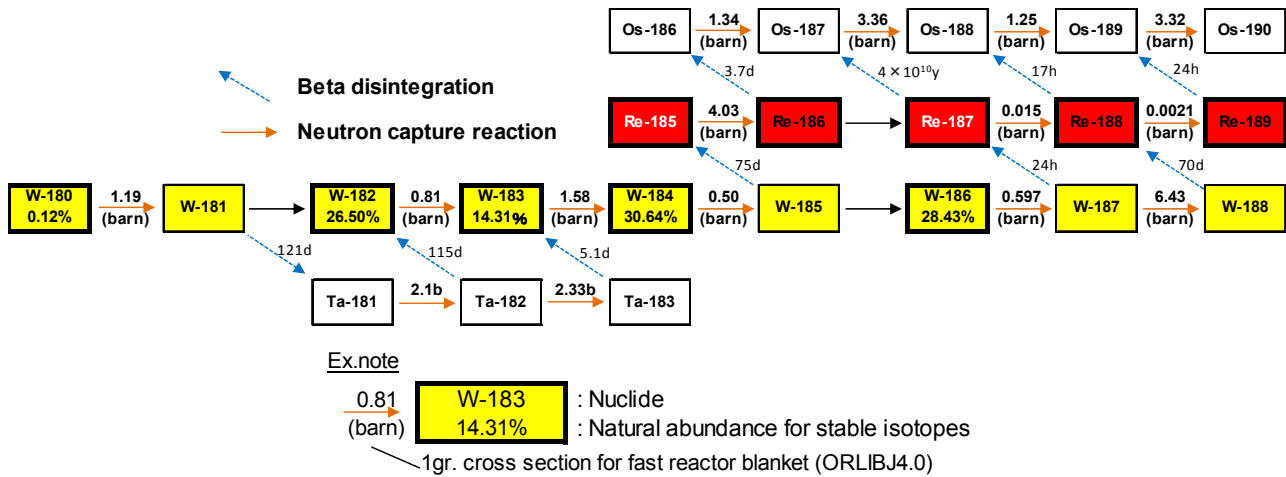 Os-186
1.34
(barn)
Os-187
3.36
(barn)
Os-188
1.25
(barn)
Os-189
3.32
(barn)
Os-190
3.7d
4×10¹⁰y
17h
24h
Beta disintegration
Neutron capture reaction
Re-185
4.03
(barn)
Re-186
Re-187
0.015
(barn)
Re-188
0.0021
(barn)
Re-189
75d
24h
70d
W-180
0.12%
1.19
(barn)
W-181
W-182
26.50%
0.81
(barn)
W-183
14.31%
1.58
(barn)
W-184
30.64%
0.50
(barn)
W-185
W-186
28.43%
0.597
(barn)
W-187
6.43
(barn)
W-188
121d
115d
5.1d
Ta-181
2.1b
Ta-182
2.33b
Ta-183
Ex.note
0.81
(barn)
W-183
14.31%
: Nuclide
: Natural abundance for stable isotopes
1gr. cross section for fast reactor blanket (ORLIBJ4.0)